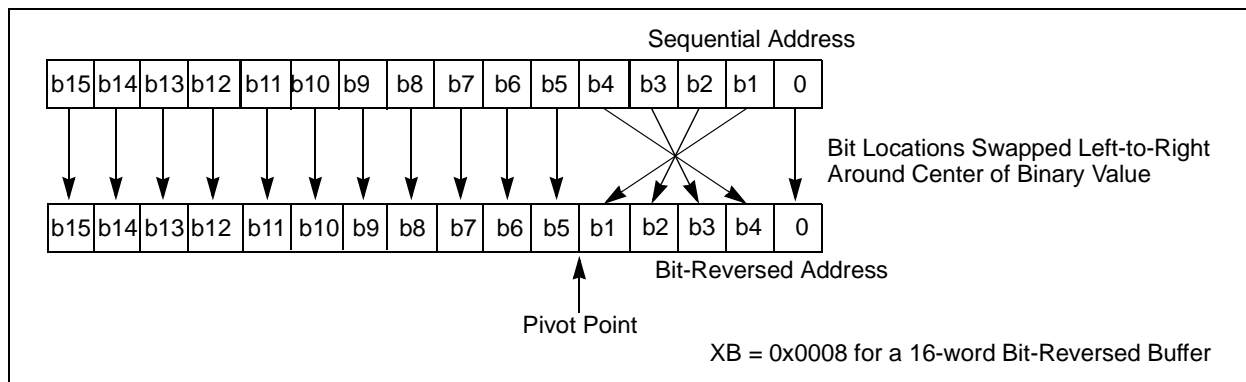 Sequential Address
b15 b14 b13 b12 b11 b10 b9 b8 b7 b6 b5 b4 b3 b2 b1 0
Bit Locations Swapped Left-to-Right
Around Center of Binary Value
b15 b14 b13 b12 b11 b10 b9 b8 b7 b6 b5 b1 b2 b3 b4 0
Bit-Reversed Address
Pivot Point
XB = 0x0008 for a 16-word Bit-Reversed Buffer